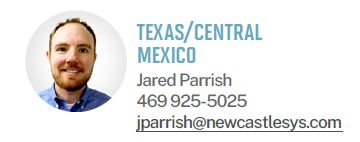 TEXAS/CENTRAL
MEXICO
Jared Parrish
469 925-5025
jparrish@newcastlesys.com